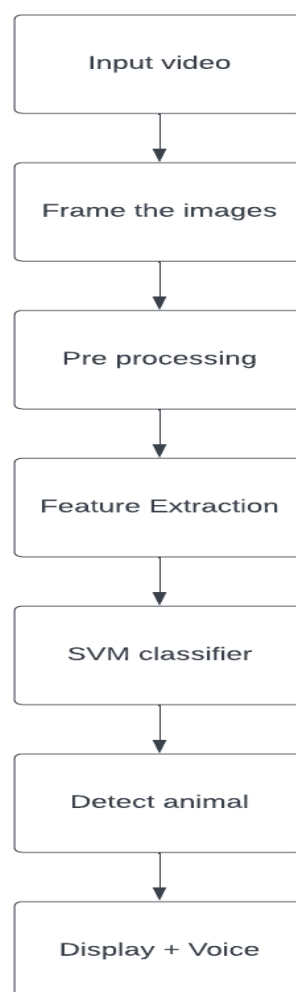 Input video
Frame the images
Pre processing
Feature Extraction
SVM classifier
Detect animal
Display + Voice